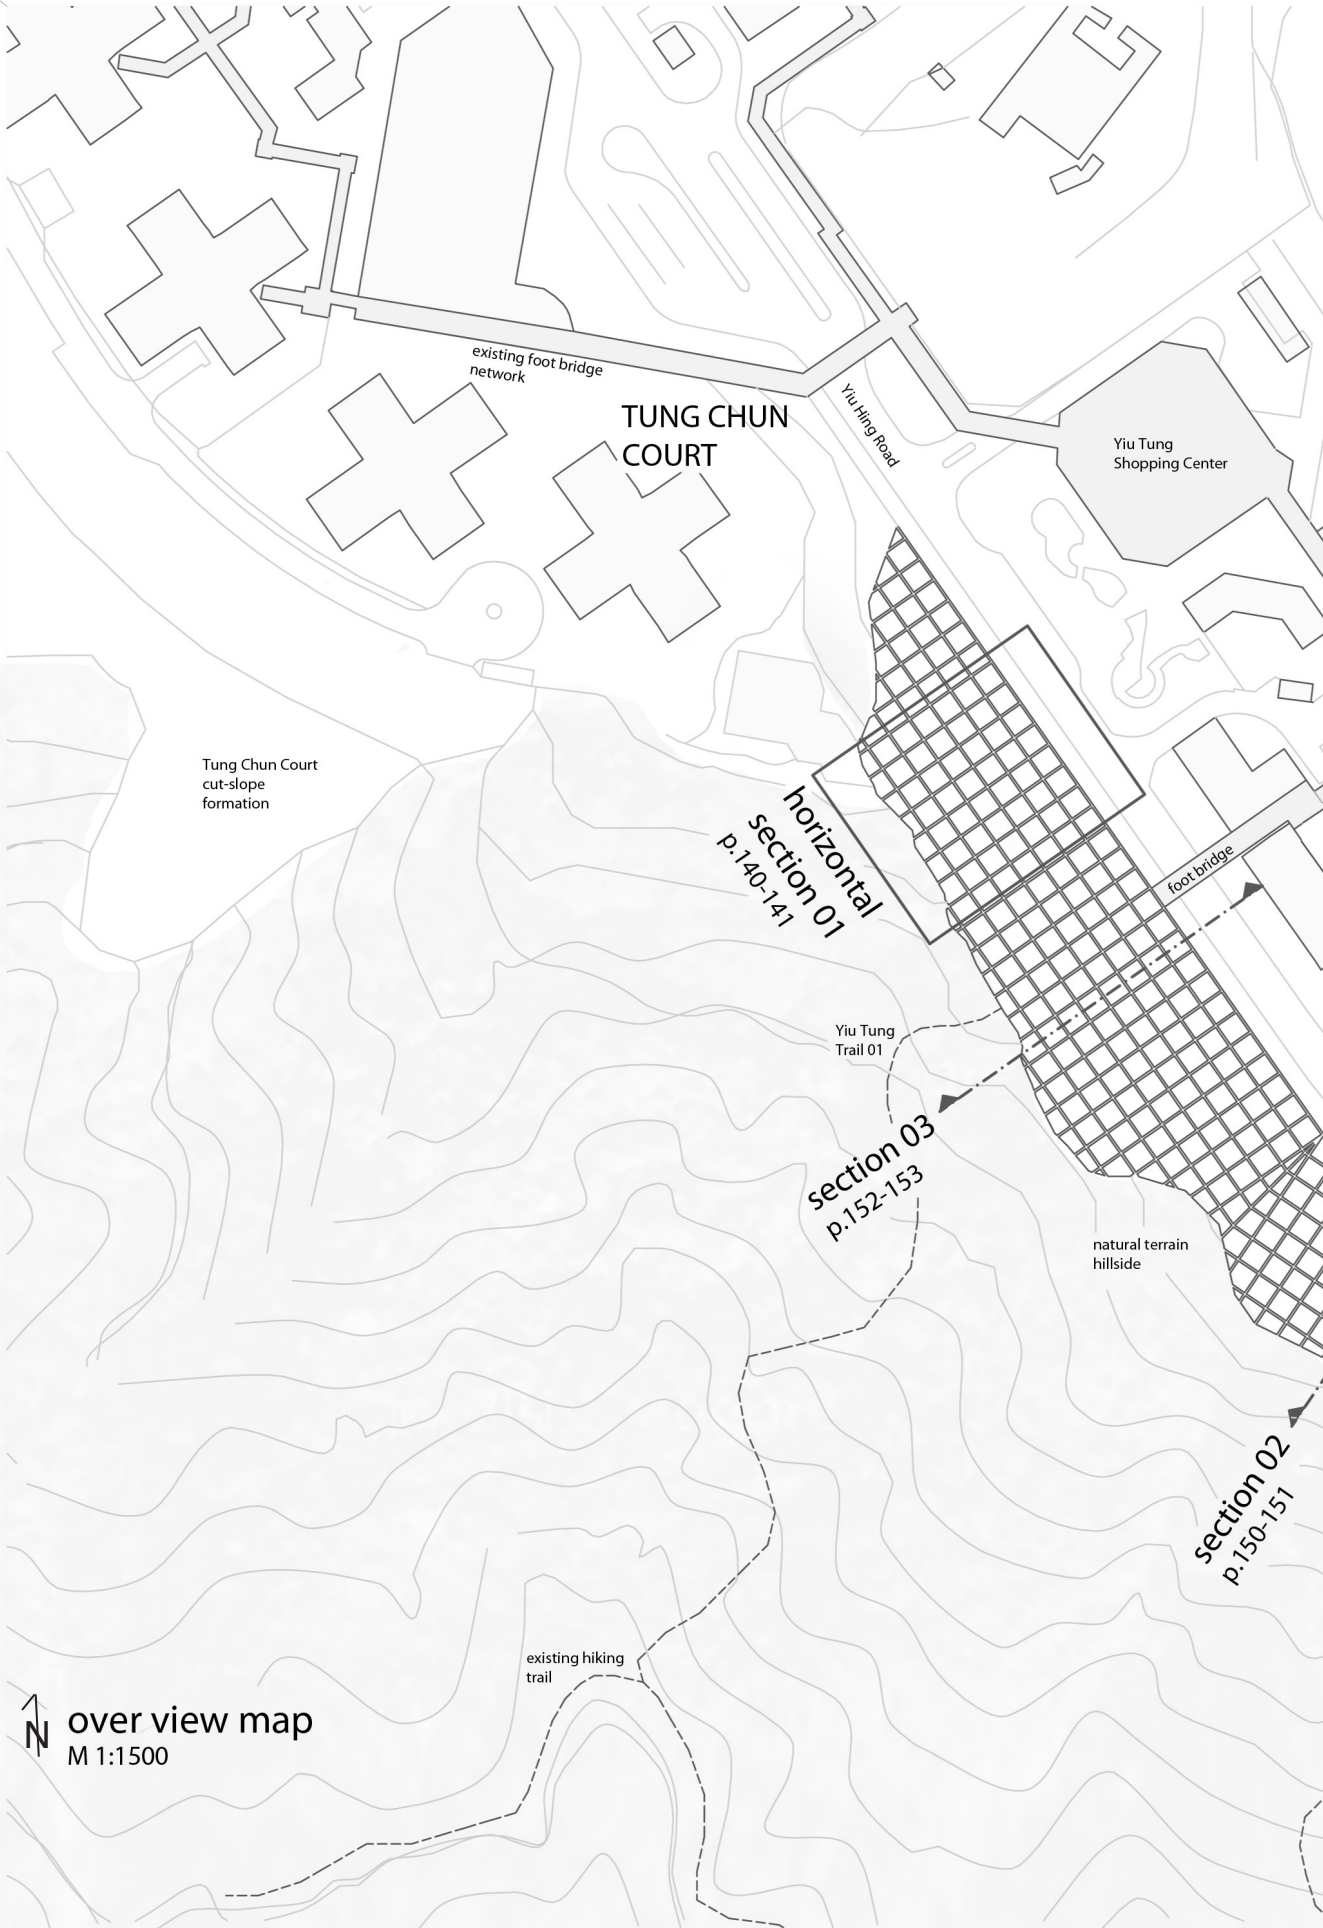 existing foot bridge
network
TUNG CHUN
COURT
Yiu Hing Road
Yiu Tung
Shopping Center
Tung Chun Court
cut-slope
formation
horizontal
section 01
p.140-141
foot bridge
Yiu Tung
Trail 01
section 03
p.152-153
natural terrain
hillside
section 02
p.150-151
existing hiking
trail
N
over view map
M 1:1500